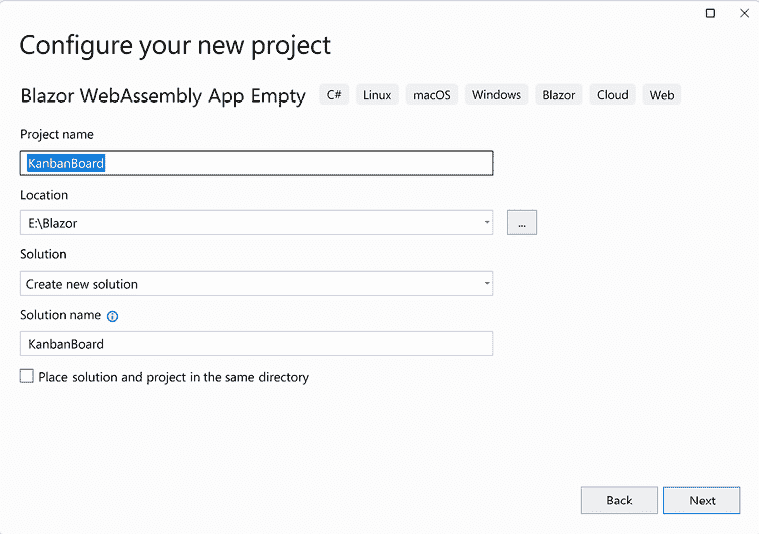 Configure your new project
Blazor WebAssembly App Empty C# Linux macOS Windows Blazor Cloud Web
Project name
KanbanBoard
Location
E:\Blazor
...
Solution
Create new solution
Solution name
KanbanBoard
Place solution and project in the same directory
Back Next